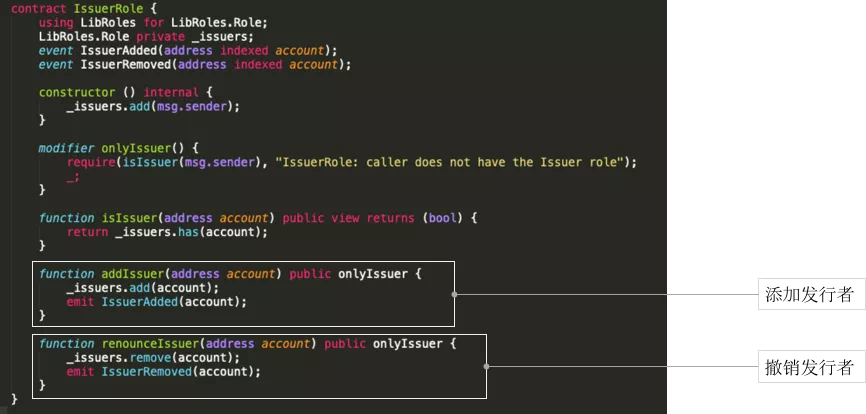 contract IssuerRole {
    using LibRoles for LibRoles.Role;
    LibRoles.Role private _issuers;
    event IssuerAdded(address indexed account);
    event IssuerRemoved(address indexed account);
    constructor () internal {
        _issuers.add(msg.sender);
    }
    modifier onlyIssuer() {
        require(isIssuer(msg.sender), "IssuerRole: caller does not have the Issuer role");
        _;
    }
    function isIssuer(address account) public view returns (bool) {
        return _issuers.has(account);
    }
    function addIssuer(address account) public onlyIssuer {
        _issuers.add(account);
        emit IssuerAdded(account);
    }
添加发行者
    function renounceIssuer(address account) public onlyIssuer {
        _issuers.remove(account);
        emit IssuerRemoved(account);
    }
撤销发行者
}